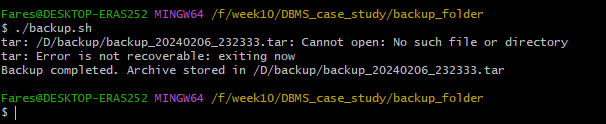 Fares@DESKTOP-ERAS252 MINGW64 /f/week10/DBMS_case_study/backup_folder
$ ./backup.sh
tar: /D/backup/backup_20240206_232333.tar: Cannot open: No such file or directory
tar: Error is not recoverable: exiting now
Backup completed. Archive stored in /D/backup/backup_20240206_232333.tar
Fares@DESKTOP-ERAS252 MINGW64 /f/week10/DBMS_case_study/backup_folder
$